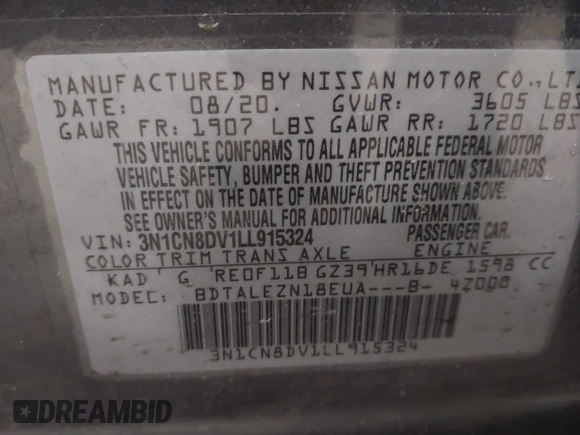 MANUFACTURED BY NISSAN MOTOR CO., LT
DATE: 08/20. GVWR: 3605 LBS
GAWR FR: 1907 LBS GAWR RR: 1720 LBS
THIS VEHICLE CONFORMS TO ALL APPLICABLE FEDERAL MOTOR
VEHICLE SAFETY, BUMPER AND THEFT PREVENTION STANDARDS
IN EFFECT ON THE DATE OF MANUFACTURE SHOWN ABOVE.
SEE OWNER'S MANUAL FOR ADDITIONAL INFORMATION.
VIN: 3N1CN8DV1LL915324 PASSENGER CAR.
COLOR TRIM TRANS AXLE ENGINE
KAD G RE0F11B GZ39 HR16DE 1598 CC
MODEL: BDTALEZN18EUA---B- 4Z008
3N1CN8DV1LL915324
DREAMBID